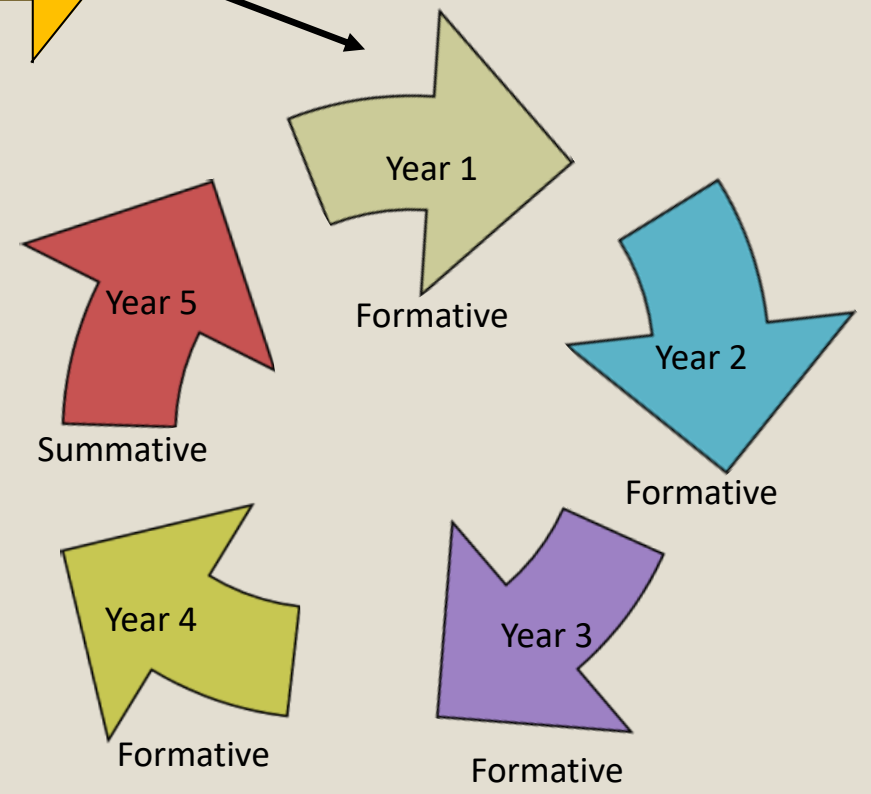 Year 1
Formative
Year 2
Formative
Year 3
Formative
Year 4
Formative
Year 5
Summative